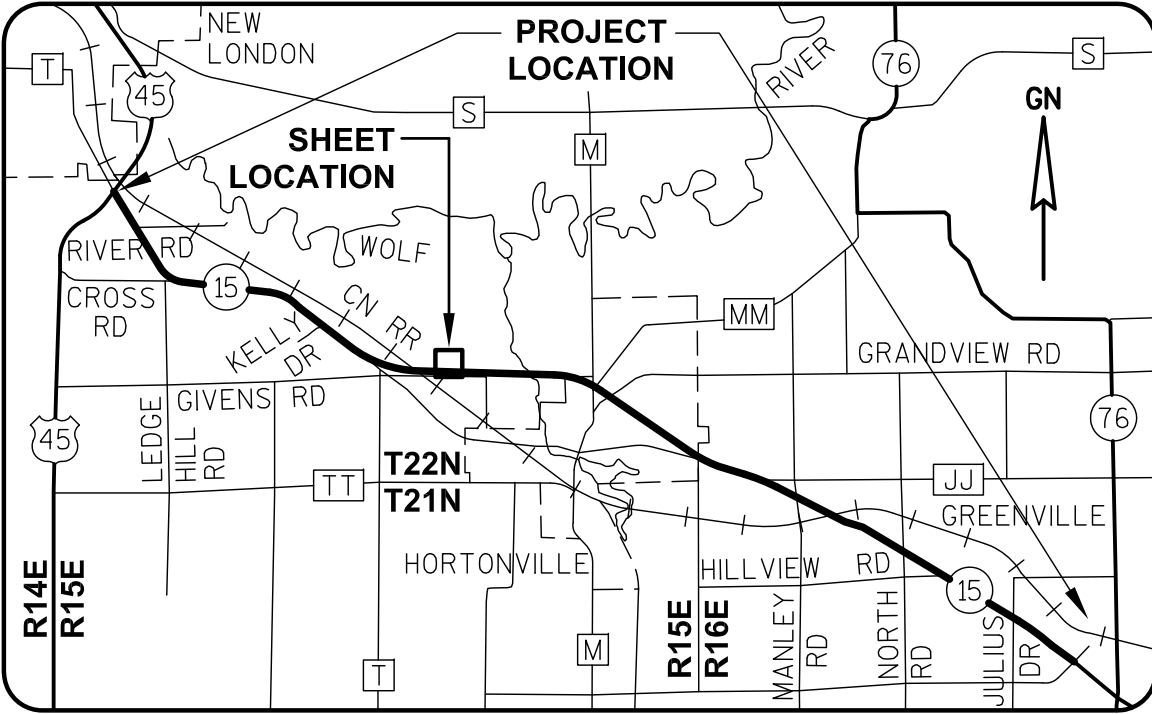 NEW
LONDON
PROJECT
LOCATION
RIVER
76
S
T
45
S
GN
SHEET
LOCATION
M
RIVER RD
WOLF
CROSS
RD
15
CN RR
MM
KELLY
DR
GRANDVIEW RD
GIVENS RD
LEDGE
HILL
RD
45
76
T22N
T21N
TT
JJ
GREENVILLE
HORTONVILLE
HILLVIEW RD
15
R14E
R15E
R15E
R16E
MANLEY
RD
NORTH
RD
JULIUS
DR
M
T